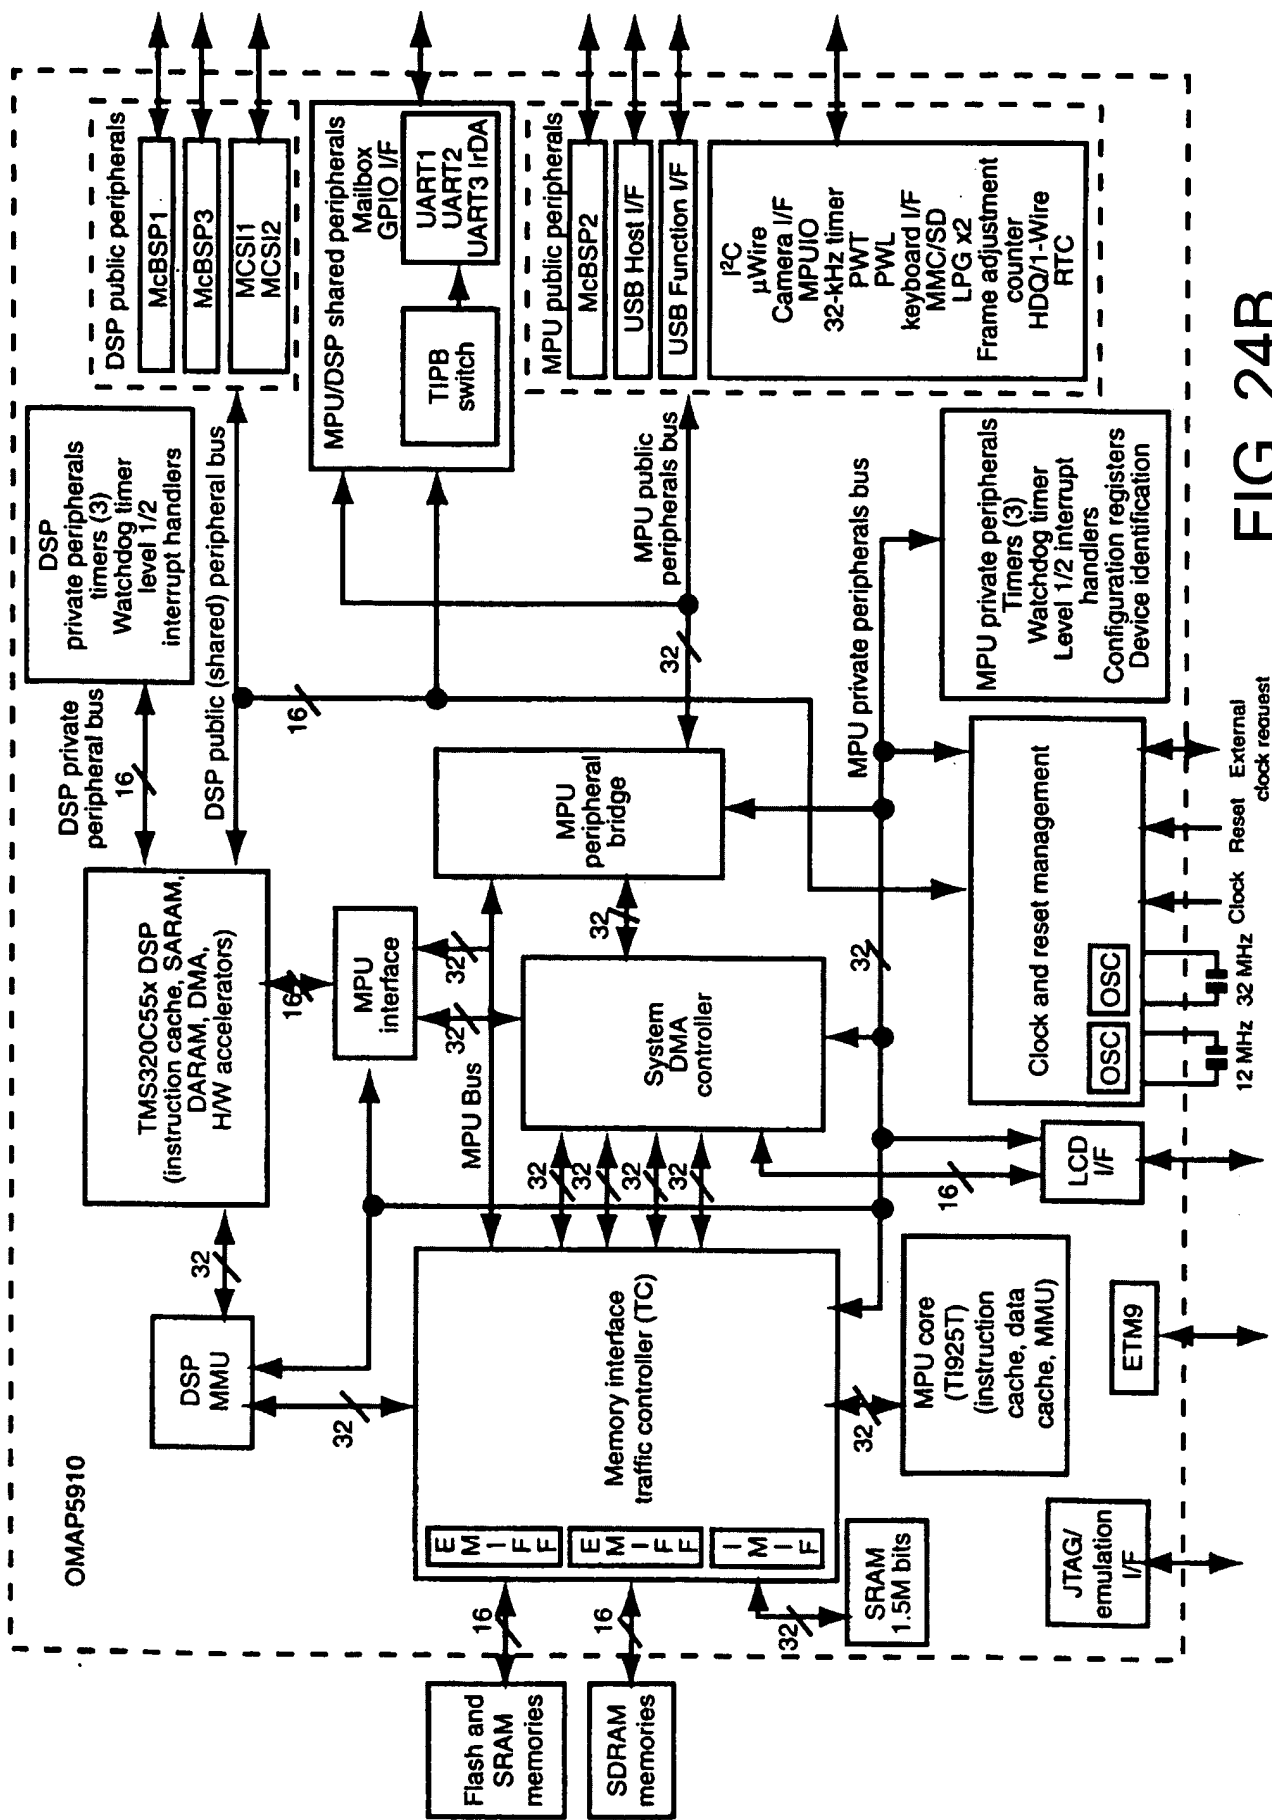 OMAP5910
Flash and
SRAM
memories
SDRAM
memories
16
16
E
M
I
F
F
E
M
I
F
F
I
M
I
F
32
SRAM
1.5M bits
Memory interface
traffic controller (TC)
DSP
MMU
32
32
TMS320C55x DSP
(instruction cache, SARAM,
DARAM, DMA,
H/W accelerators)
DSP private
peripheral bus
16
DSP
private peripherals
timers (3)
Watchdog timer
level 1/2
interrupt handlers
DSP public (shared) peripheral bus
16
16
MPU
interface
32
32
MPU Bus
32
32
32
32
System
DMA
controller
32
MPU
peripheral
bridge
32
MPU public
peripherals bus
DSP public peripherals
McBSP1
McBSP3
MCSI1
MCSI2
MPU/DSP shared peripherals
Mailbox
GPIO I/F
TIPB
switch
UART1
UART2
UART3 IrDA
MPU public peripherals
McBSP2
USB Host I/F
USB Function I/F
I²C
µWire
Camera I/F
MPUIO
32-kHz timer
PWT
PWL
keyboard I/F
MMC/SD
LPG x2
Frame adjustment
counter
HDQ/1-Wire
RTC
MPU private peripherals bus
32
MPU private peripherals
Timers (3)
Watchdog timer
Level 1/2 interrupt
handlers
Configuration registers
Device identification
32
MPU core
(TI925T)
(instruction
cache, data
cache, MMU)
16
LCD
I/F
Clock and reset management
OSC
OSC
12 MHz
32 MHz
Clock
Reset
External
clock request
JTAG/
emulation
I/F
ETM9
FIG. 24B